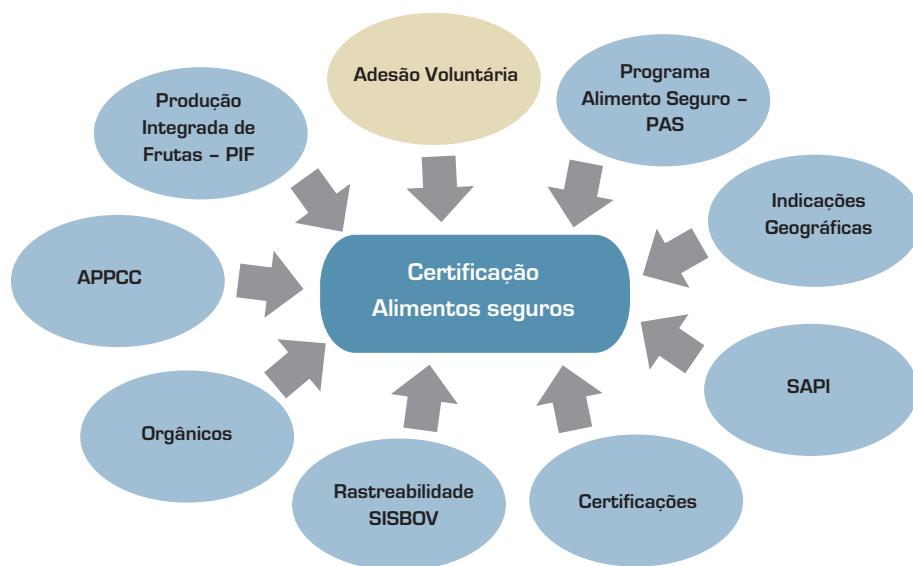 Adesão Voluntária
Programa
Alimento Seguro –
PAS
Produção
Integrada de
Frutas – PIF
Indicações
Geográficas
APPCC
Certificação
Alimentos seguros
SAPI
Orgânicos
Rastreabilidade
SISBOV
Certificações